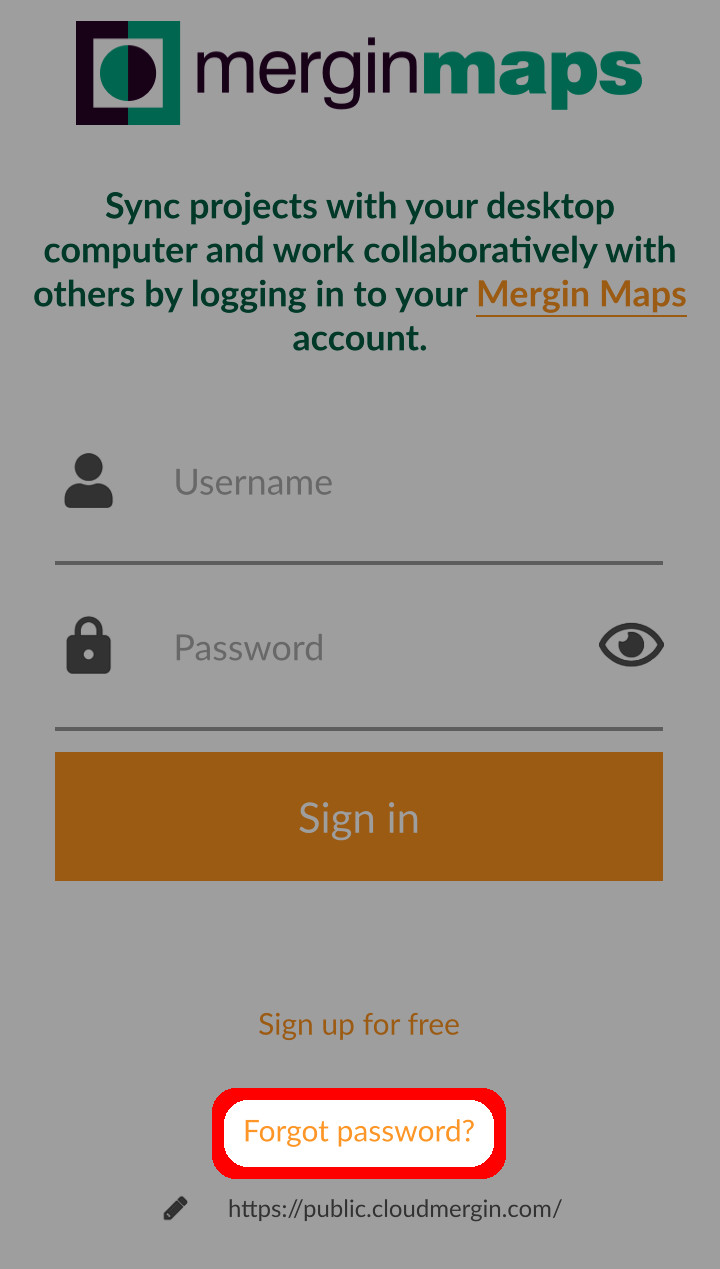 merginmaps
Sync projects with your desktop
computer and work collaboratively with
others by logging in to your Mergin Maps
account.
Username
Password
Sign in
Sign up for free
Forgot password?
https://public.cloudmergin.com/